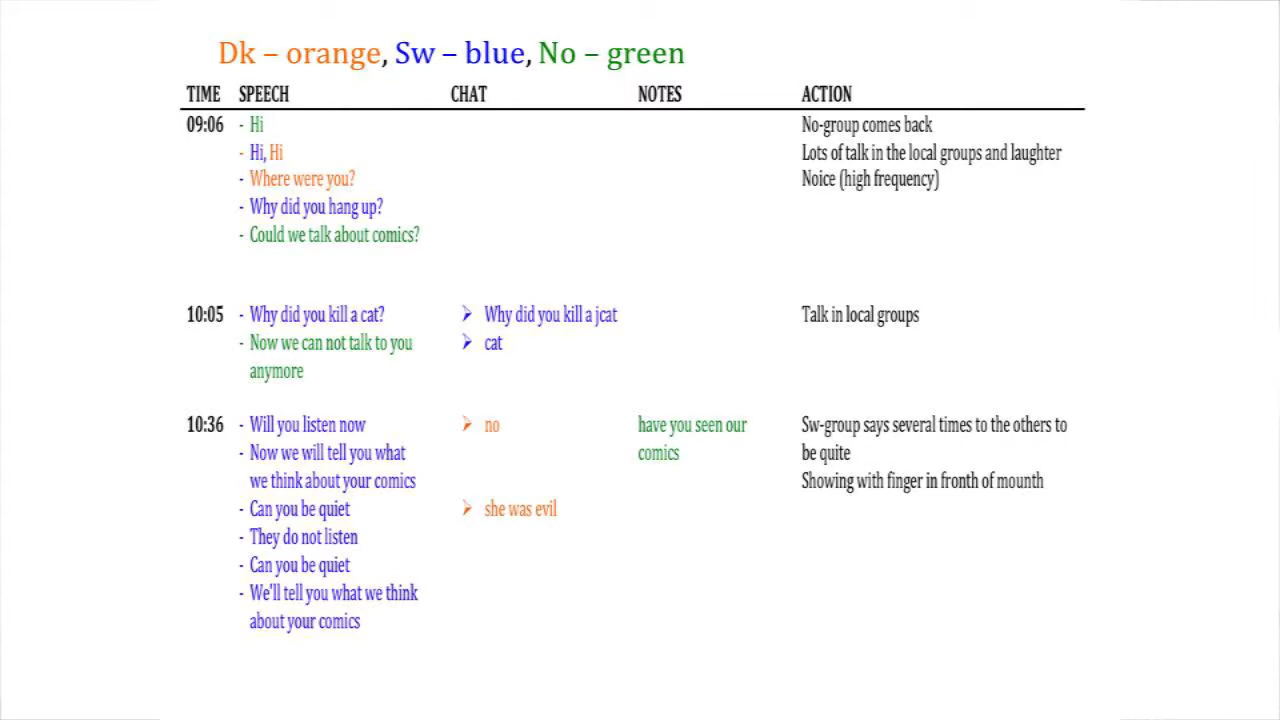 Dk – orange, Sw – blue, No – green
TIME SPEECH CHAT NOTES ACTION
09:06 - Hi No-group comes back
- Hi, Hi Lots of talk in the local groups and laughter
- Where were you? Noice (high frequency)
- Why did you hang up?
- Could we talk about comics?
10:05 - Why did you kill a cat? ➢ Why did you kill a jcat Talk in local groups
- Now we can not talk to you ➢ cat
anymore
10:36 - Will you listen now ➢ no have you seen our Sw-group says several times to the others to
- Now we will tell you what comics be quite
we think about your comics Showing with finger in fronth of mounth
- Can you be quiet ➢ she was evil
- They do not listen
- Can you be quiet
- We'll tell you what we think
about your comics